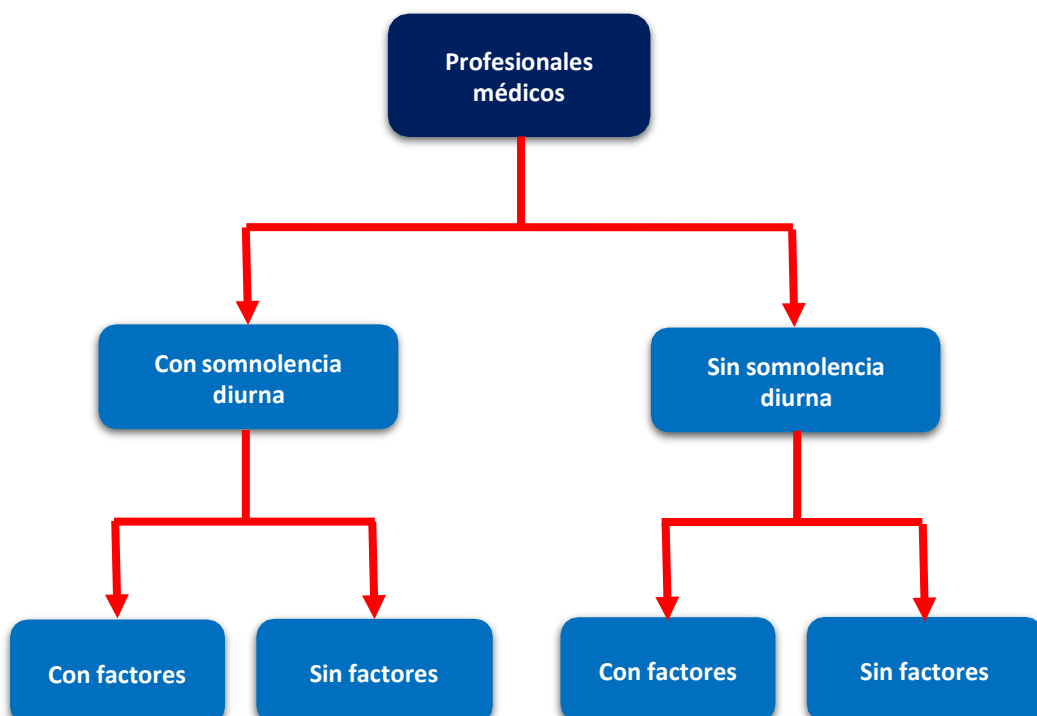 Profesionales
médicos
Con somnolencia
diurna
Sin somnolencia
diurna
Con factores
Sin factores
Con factores
Sin factores